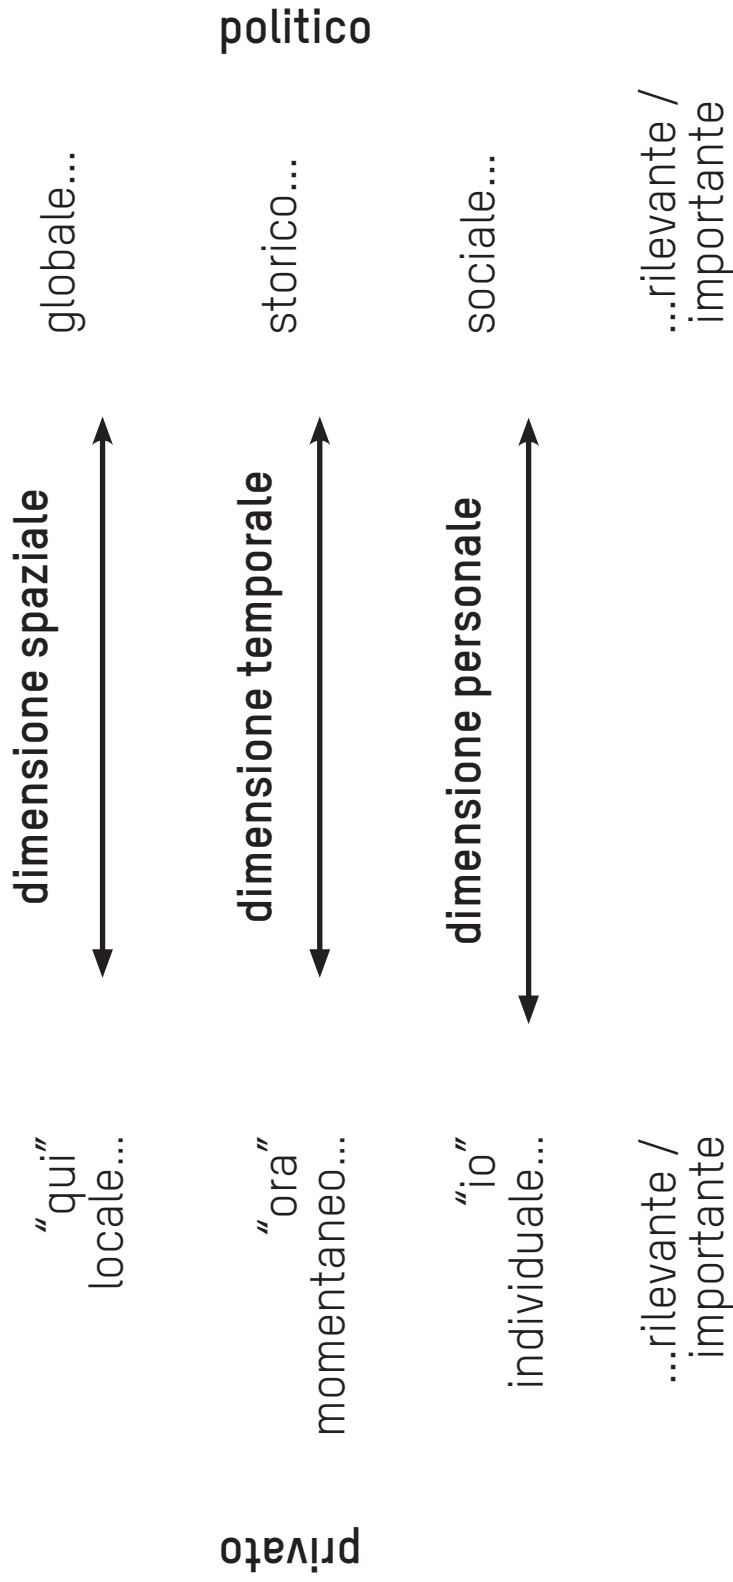 politico
dimensione spaziale
“qui”
locale...
globale...
dimensione temporale
“ora”
momentaneo...
storico...
dimensione personale
“io”
individuale...
sociale...
...rilevante /
importante
...rilevante /
importante
privato